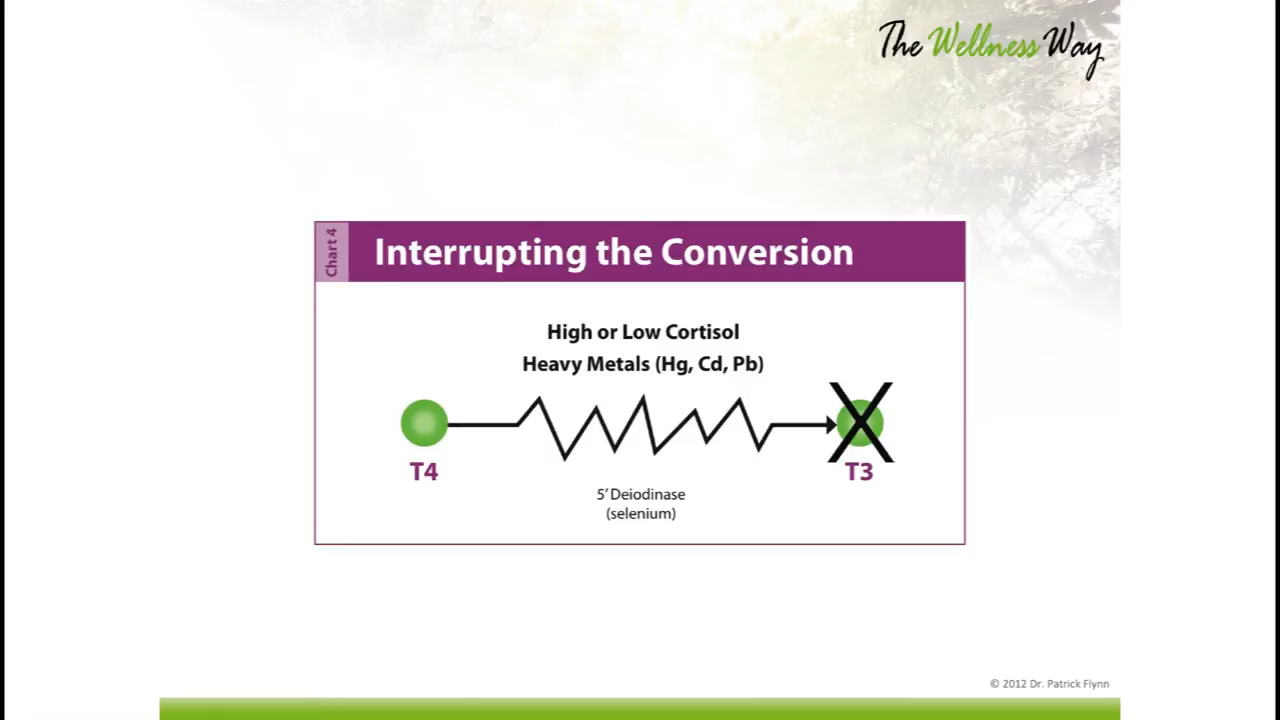 The Wellness Way
Chart 4
Interrupting the Conversion
High or Low Cortisol
Heavy Metals (Hg, Cd, Pb)
T4
T3
5’ Deiodinase
(selenium)
© 2012 Dr. Patrick Flynn